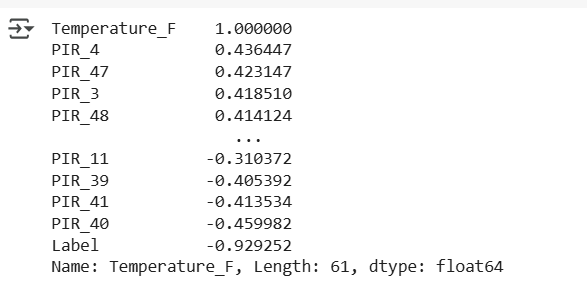 Temperature_F 1.000000
PIR_4 0.436447
PIR_47 0.423147
PIR_3 0.418510
PIR_48 0.414124
...
PIR_11 -0.310372
PIR_39 -0.405392
PIR_41 -0.413534
PIR_40 -0.459982
Label -0.929252
Name: Temperature_F, Length: 61, dtype: float64